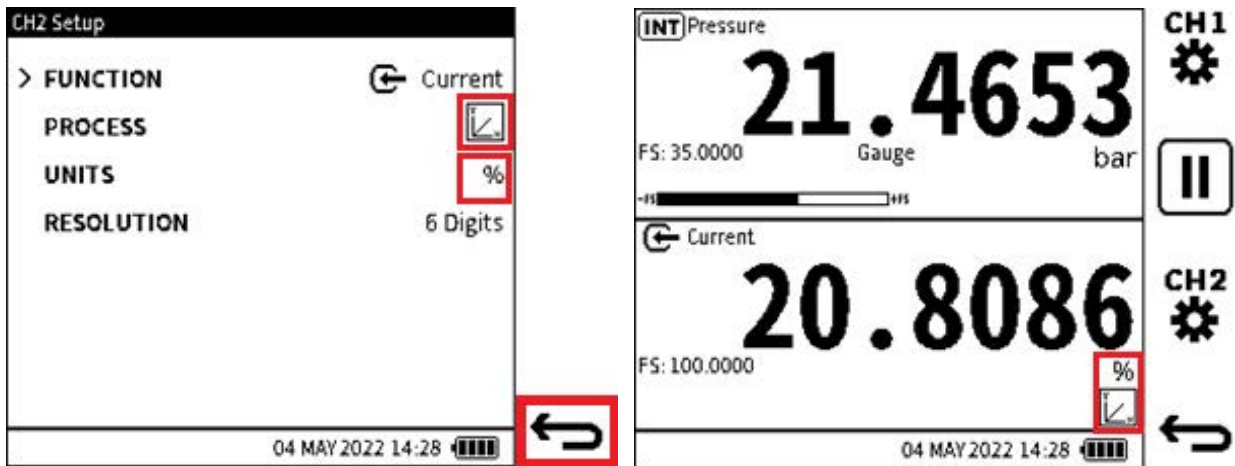 CH2 Setup
> FUNCTION Current
PROCESS
UNITS %
RESOLUTION 6 Digits
04 MAY 2022 14:28
INT Pressure
21.4653
FS: 35.0000 Gauge bar
-FS +FS
Current
20.8086
FS: 100.0000 %
04 MAY 2022 14:28
CH1
CH2